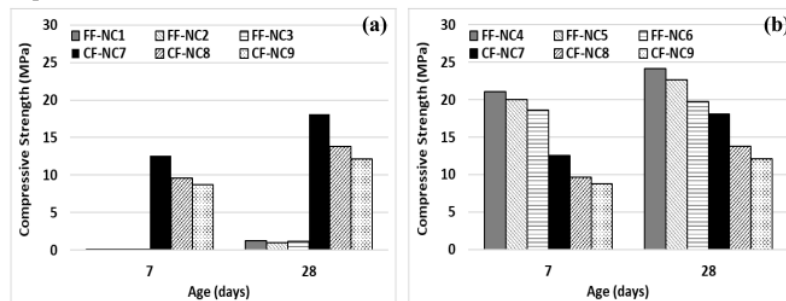 30
FF-NC1 FF-NC2 FF-NC3 (a)
CF-NC7 CF-NC8 CF-NC9
25
20
15
10
5
0
Compressive Strength (MPa)
7 28
Age (days)
30
FF-NC4 FF-NC5 FF-NC6 (b)
CF-NC7 CF-NC8 CF-NC9
25
20
15
10
5
0
Compressive Strength (MPa)
7 28
Age (days)